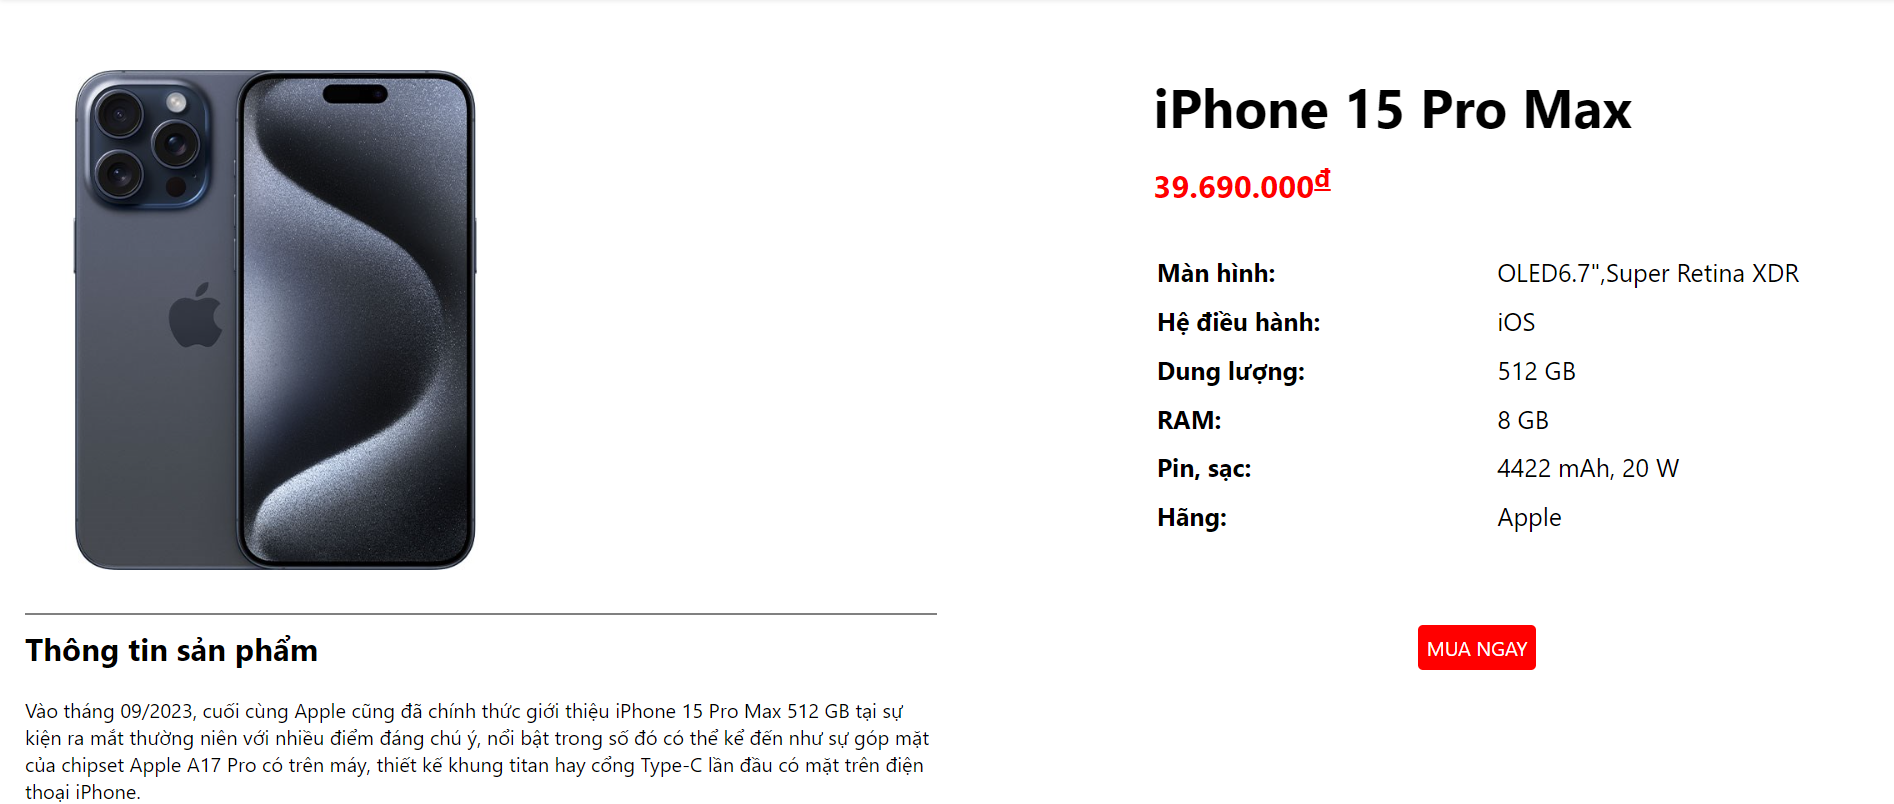 iPhone 15 Pro Max
39.690.000₫
Màn hình: OLED6.7",Super Retina XDR
Hệ điều hành: iOS
Dung lượng: 512 GB
RAM: 8 GB
Pin, sạc: 4422 mAh, 20 W
Hãng: Apple
MUA NGAY
Thông tin sản phẩm
Vào tháng 09/2023, cuối cùng Apple cũng đã chính thức giới thiệu iPhone 15 Pro Max 512 GB tại sự
kiện ra mắt thường niên với nhiều điểm đáng chú ý, nổi bật trong số đó có thể kể đến như sự góp mặt
của chipset Apple A17 Pro có trên máy, thiết kế khung titan hay cổng Type-C lần đầu có mặt trên điện
thoại iPhone.